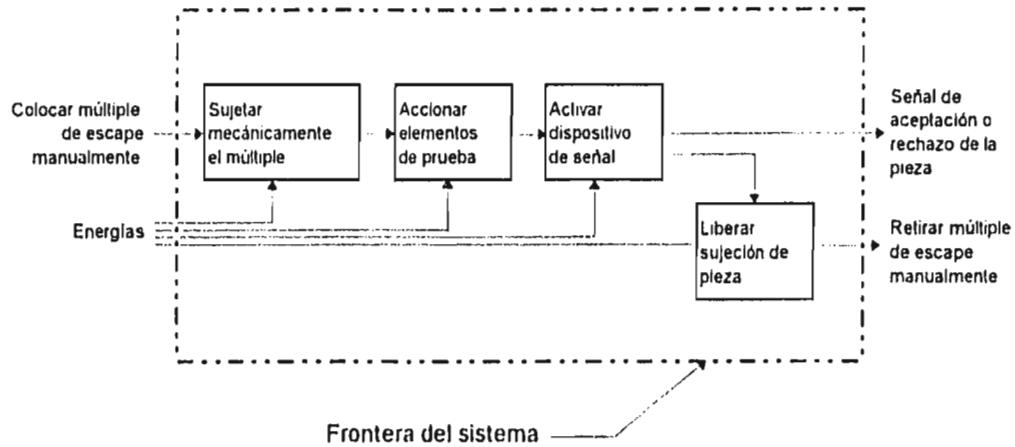 Colocar múltiple
de escape
manualmente
Sujetar
mecánicamente
el múltiple
Accionar
elementos
de prueba
Activar
dispositivo
de señal
Señal de
aceptación o
rechazo de la
pieza
Energías
Liberar
sujeción de
pieza
Retirar múltiple
de escape
manualmente
Frontera del sistema